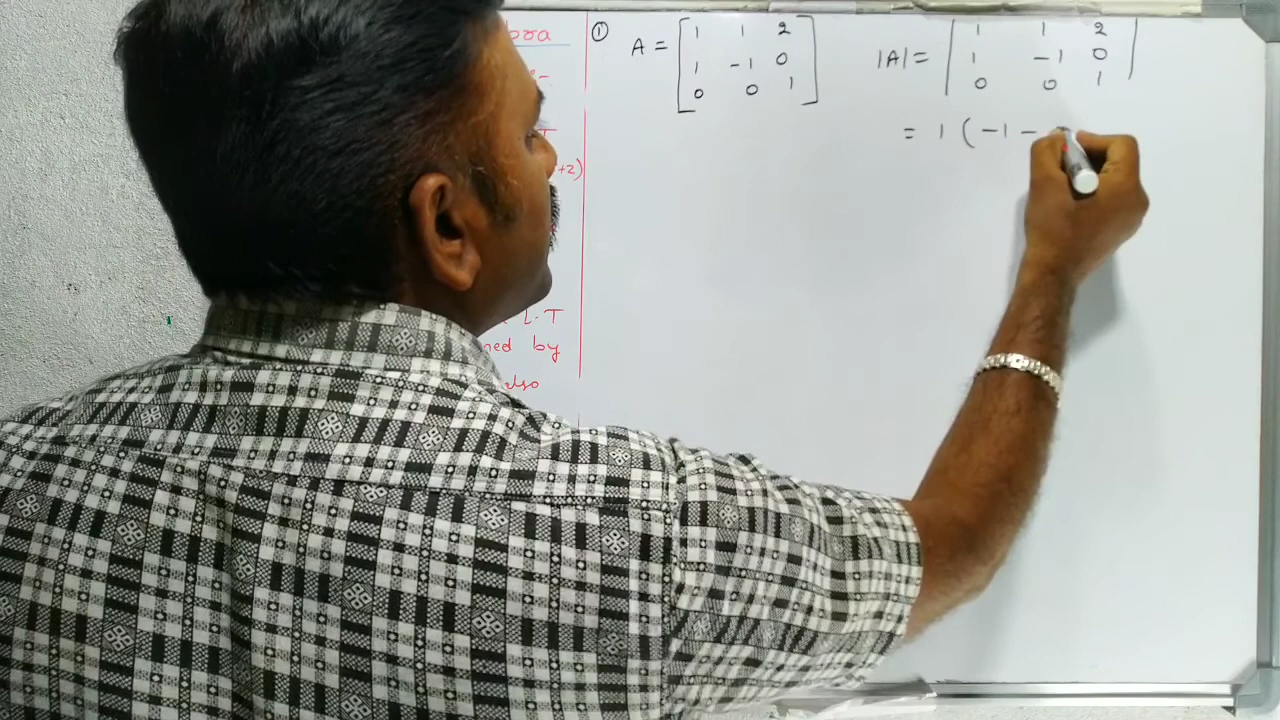 +2)
L.T
by
also
①
A = [ 1 1 2
1 -1 0
0 0 1 ]
|A| = | 1 1 2
1 -1 0
0 0 1 |
= 1 ( -1 -